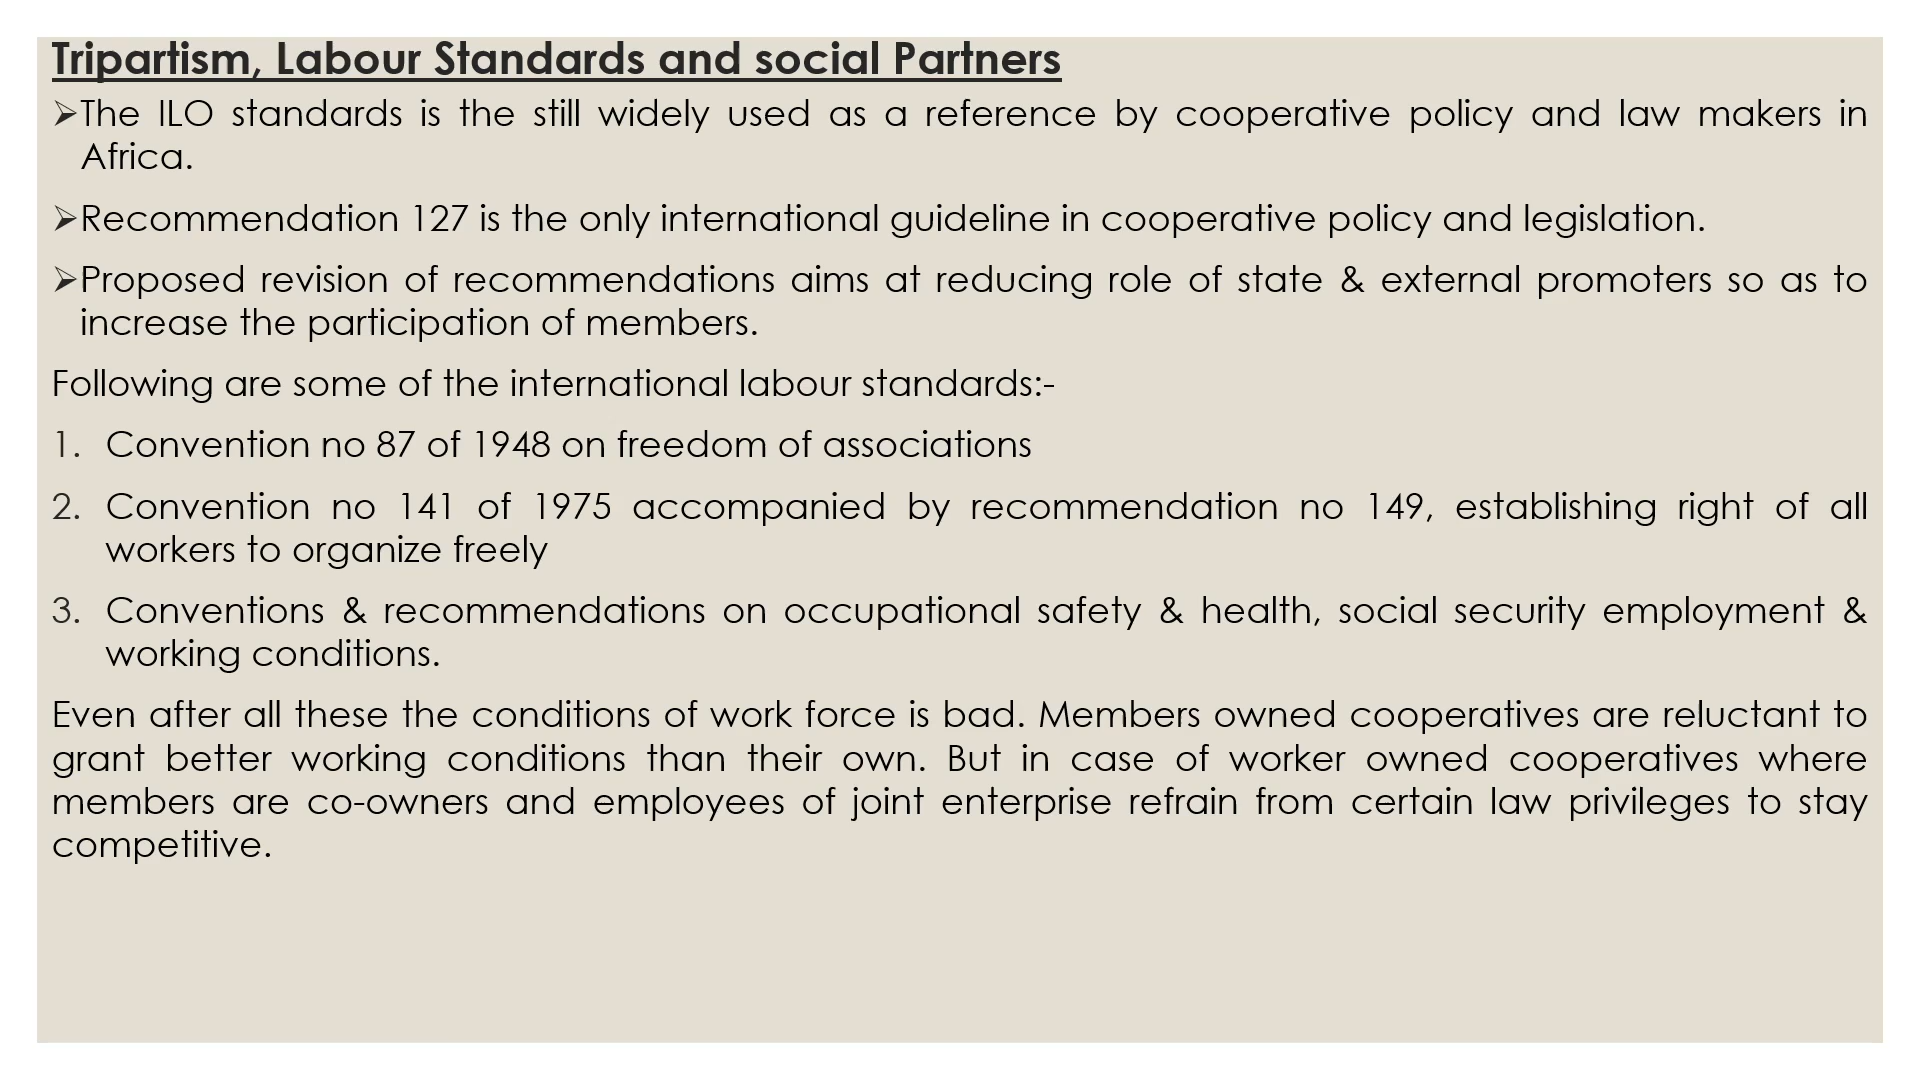 Tripartism, Labour Standards and social Partners
➢The ILO standards is the still widely used as a reference by cooperative policy and law makers in
Africa.
➢Recommendation 127 is the only international guideline in cooperative policy and legislation.
➢Proposed revision of recommendations aims at reducing role of state & external promoters so as to
increase the participation of members.
Following are some of the international labour standards:-
1. Convention no 87 of 1948 on freedom of associations
2. Convention no 141 of 1975 accompanied by recommendation no 149, establishing right of all
workers to organize freely
3. Conventions & recommendations on occupational safety & health, social security employment &
working conditions.
Even after all these the conditions of work force is bad. Members owned cooperatives are reluctant to
grant better working conditions than their own. But in case of worker owned cooperatives where
members are co-owners and employees of joint enterprise refrain from certain law privileges to stay
competitive.